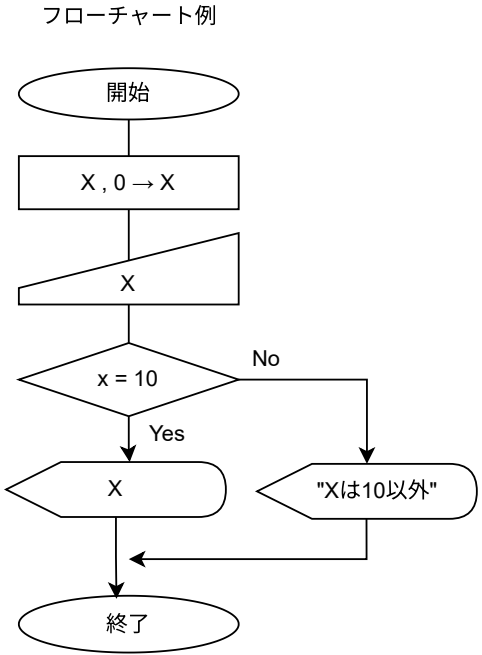 フローチャート例
開始
X , 0 → X
X
x = 10
No
Yes
X
"Xは10以外"
終了